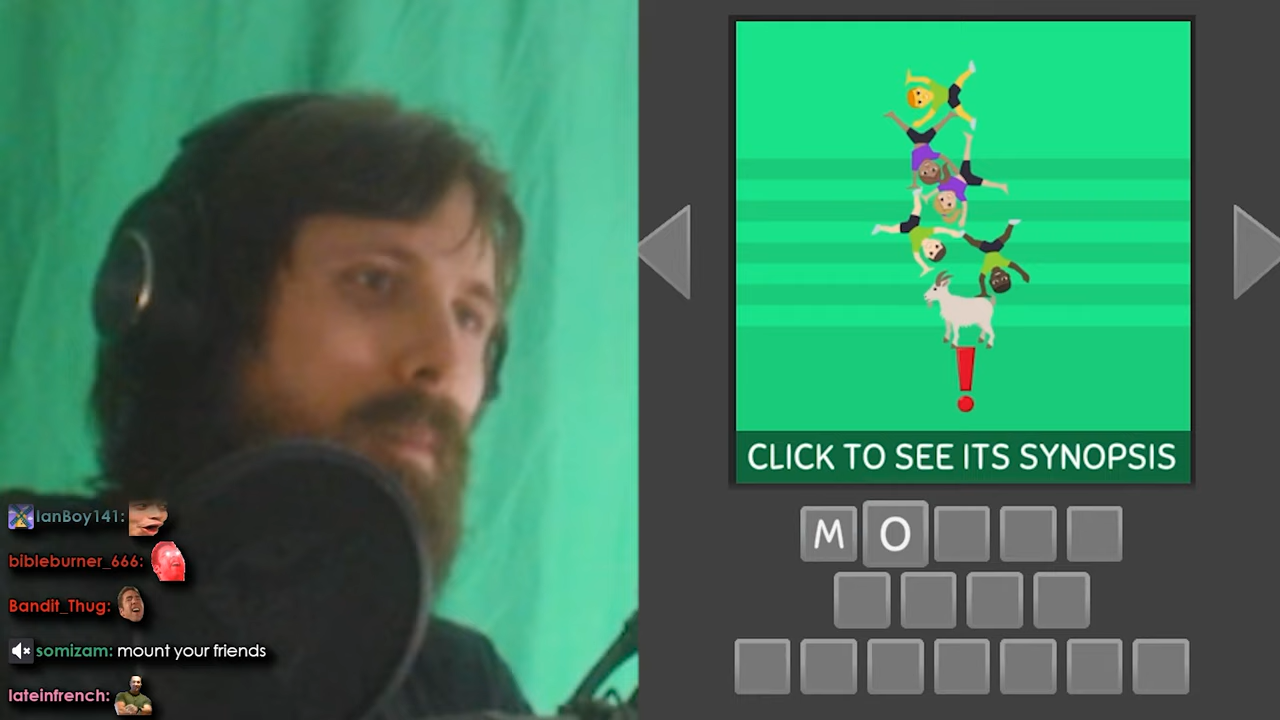 CLICK TO SEE ITS SYNOPSIS
M O
IanBoy141:
bibleburner_666:
Bandit_Thug:
somizam: mount your friends
lateinfrench: